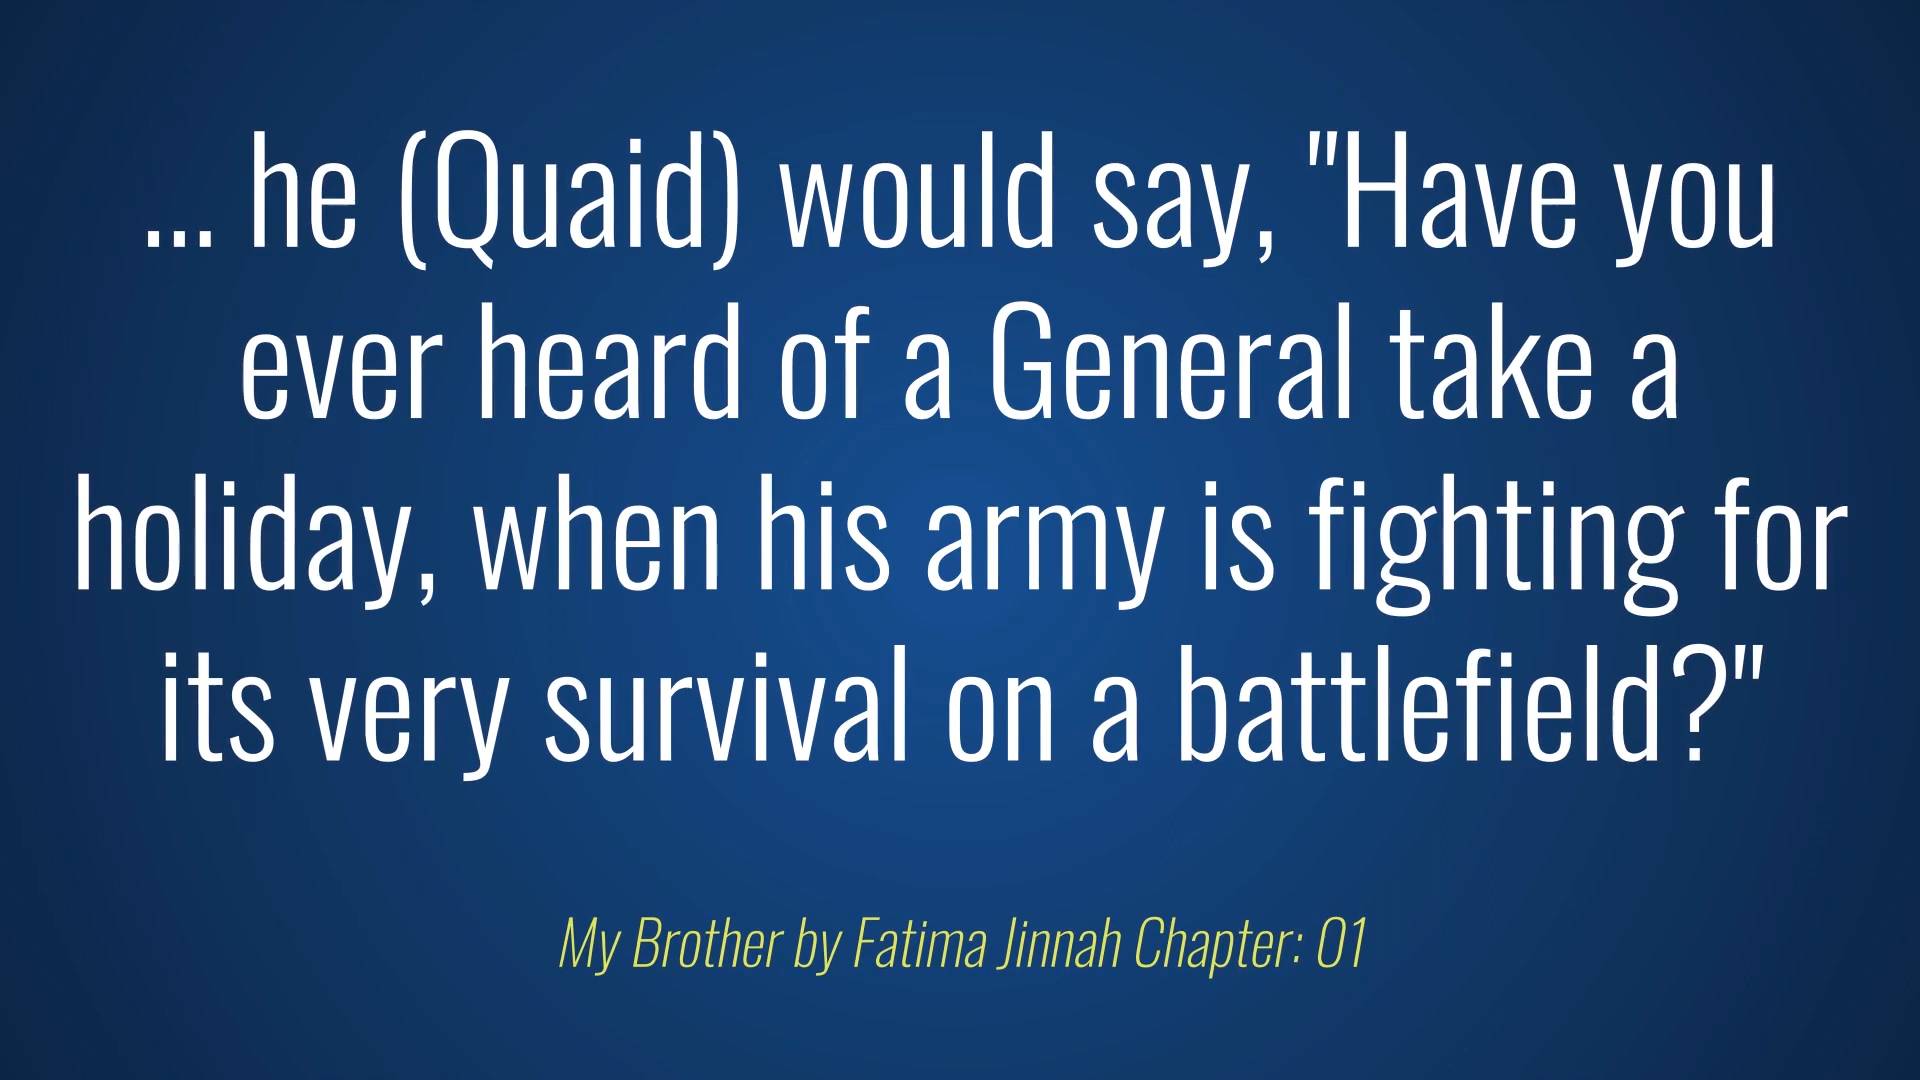 ... he (Quaid) would say, "Have you
ever heard of a General take a
holiday, when his army is fighting for
its very survival on a battlefield?"
My Brother by Fatima Jinnah Chapter: 01